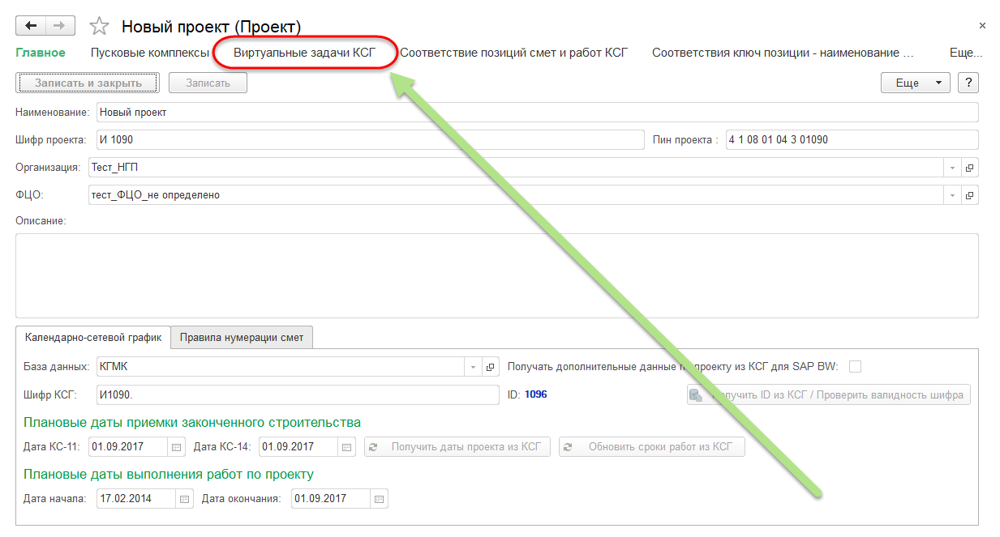 Новый проект (Проект)
Главное Пусковые комплексы Виртуальные задачи КСГ Соответствие позиций смет и работ КСГ Соответствия ключ позиции - наименование ... Еще...
Записать и закрыть Записать Еще ?
Наименование: Новый проект
Шифр проекта: И 1090 Пин проекта : 4 1 08 01 04 3 01090
Организация: Тест_НГП
ФЦО: тест_ФЦО_не определено
Описание:
Календарно-сетевой график Правила нумерации смет
База данных: КГМК Получать дополнительные данные по проекту из КСГ для SAP BW:
Шифр КСГ: И1090. ID: 1096 Получить ID из КСГ / Проверить валидность шифра
Плановые даты приемки законченного строительства
Дата КС-11: 01.09.2017 Дата КС-14: 01.09.2017 Получить даты проекта из КСГ Обновить сроки работ из КСГ
Плановые даты выполнения работ по проекту
Дата начала: 17.02.2014 Дата окончания: 01.09.2017